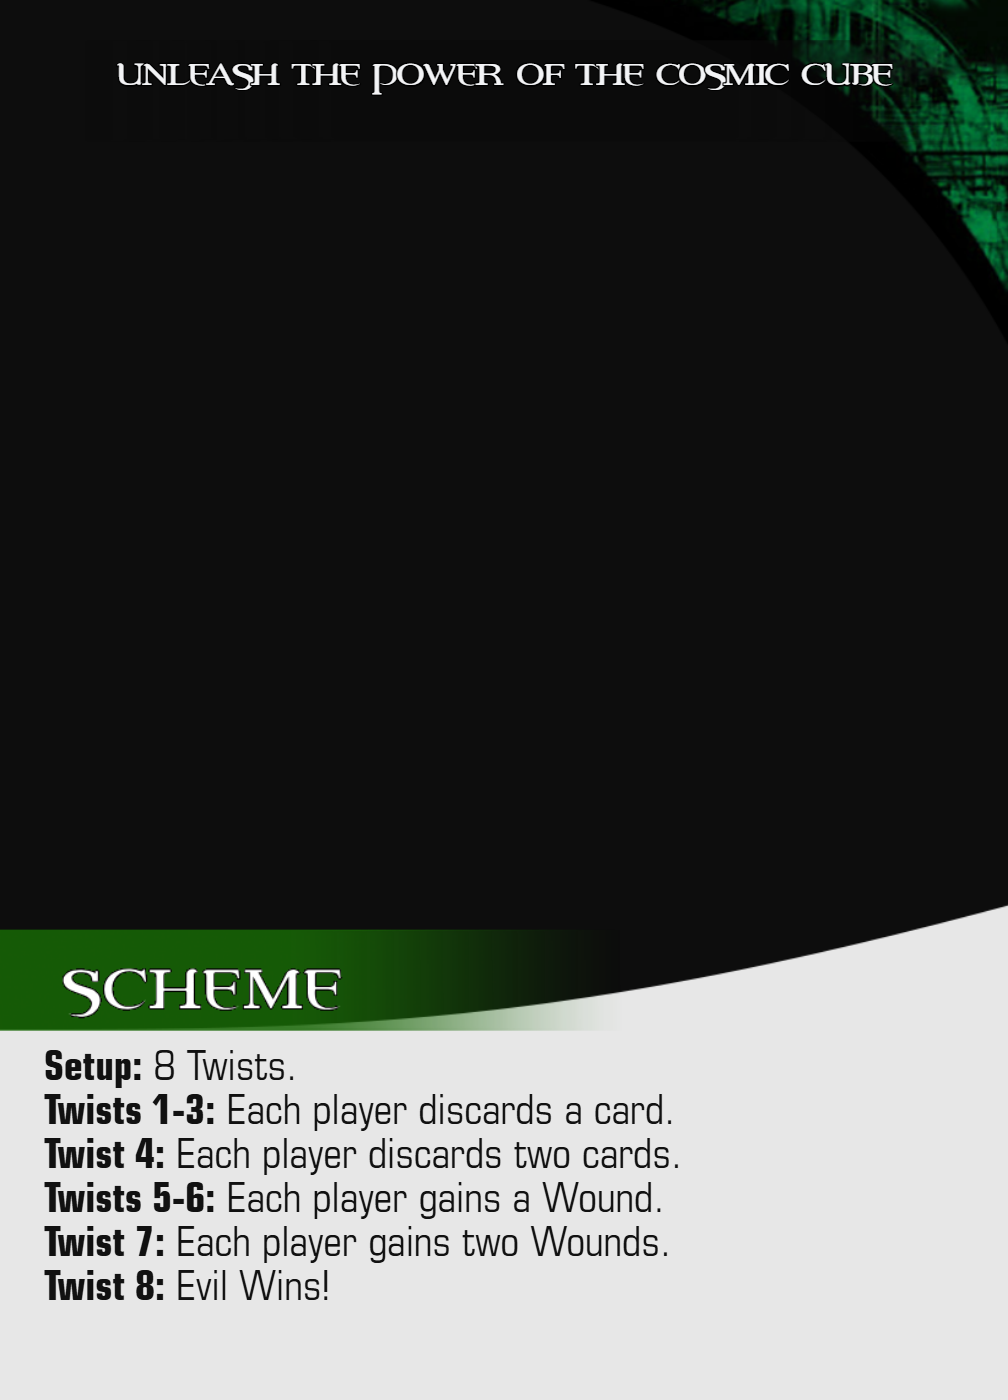 UNLEASH THE POWER OF THE COSMIC CUBE
SCHEME
Setup: 8 Twists.
Twists 1-3: Each player discards a card.
Twist 4: Each player discards two cards.
Twists 5-6: Each player gains a Wound.
Twist 7: Each player gains two Wounds.
Twist 8: Evil Wins!